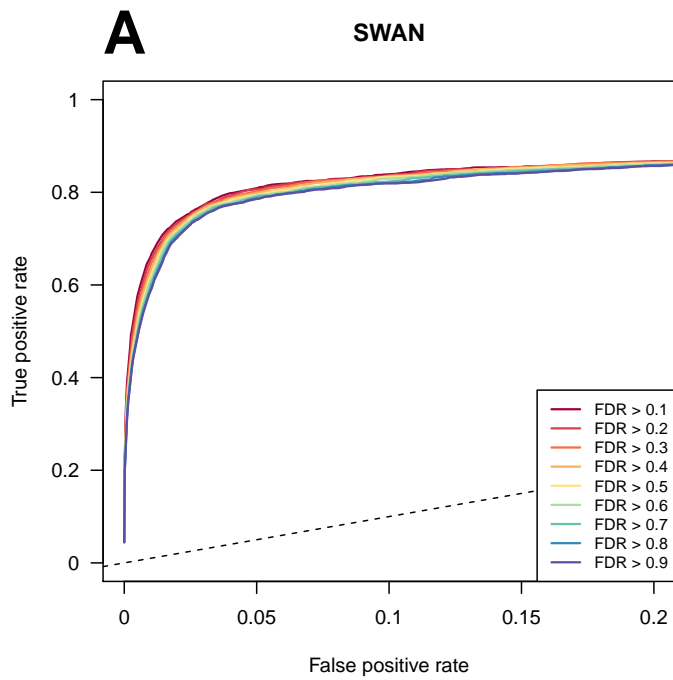 A
SWAN
1
0.8
0.6
0.4
0.2
0
True positive rate
FDR > 0.1
FDR > 0.2
FDR > 0.3
FDR > 0.4
FDR > 0.5
FDR > 0.6
FDR > 0.7
FDR > 0.8
FDR > 0.9
0 0.05 0.1 0.15 0.2
False positive rate